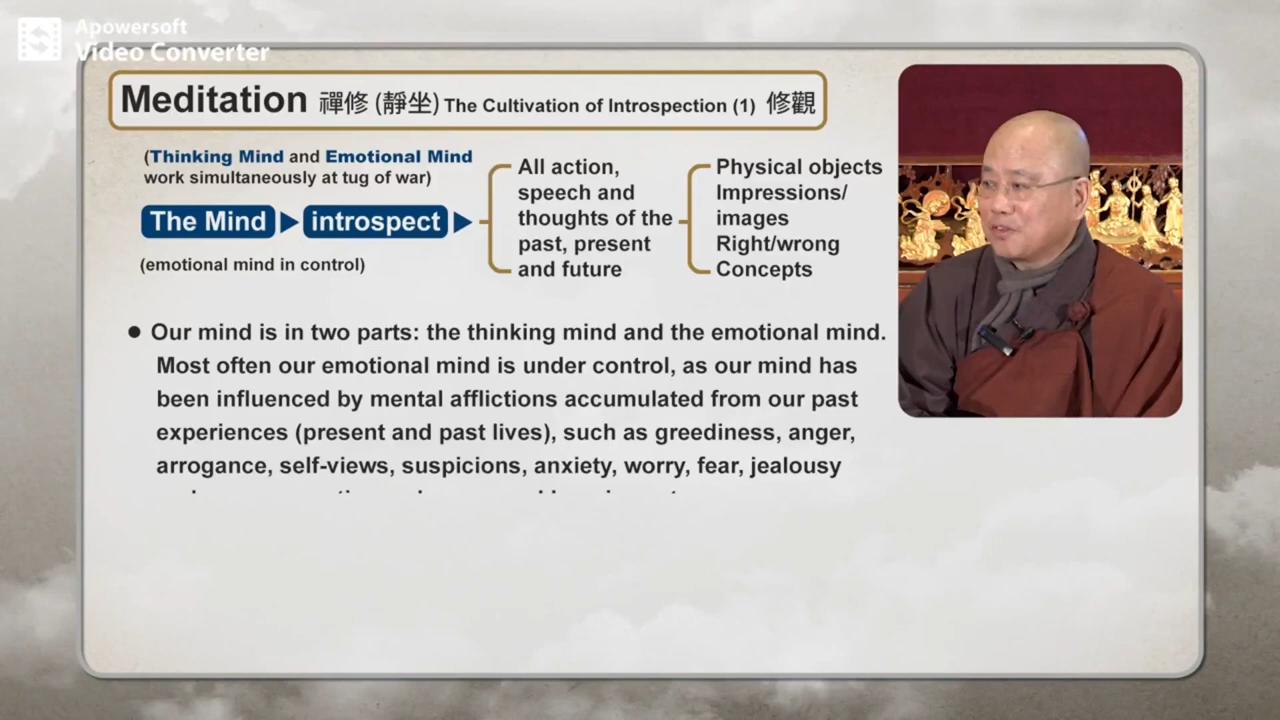 Apowersoft
Video Converter
Meditation 禪修 (靜坐) The Cultivation of Introspection (1) 修觀
(Thinking Mind and Emotional Mind
work simultaneously at tug of war)
The Mind introspect
(emotional mind in control)
All action,
speech and
thoughts of the
past, present
and future
Physical objects
Impressions/
images
Right/wrong
Concepts
● Our mind is in two parts: the thinking mind and the emotional mind.
Most often our emotional mind is under control, as our mind has
been influenced by mental afflictions accumulated from our past
experiences (present and past lives), such as greediness, anger,
arrogance, self-views, suspicions, anxiety, worry, fear, jealousy